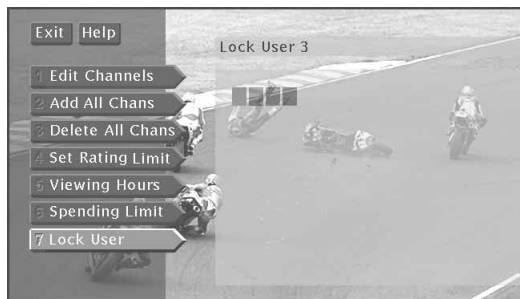 Exit Help
Lock User 3
1 Edit Channels
2 Add All Chans
3 Delete All Chans
4 Set Rating Limit
5 Viewing Hours
6 Spending Limit
7 Lock User